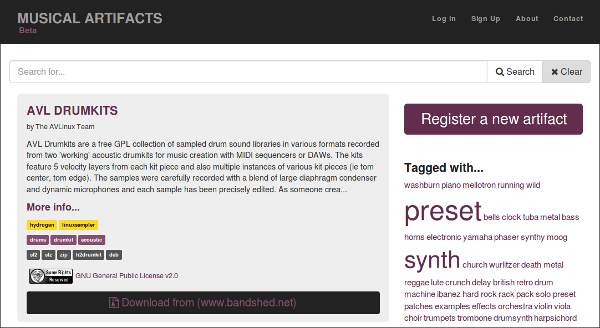 MUSICAL ARTIFACTS
Beta
Log in Sign Up About Contact
Search for...
Search
Clear
AVL DRUMKITS
by The AVLinux Team
AVL Drumkits are a free GPL collection of sampled drum sound libraries in various formats recorded
from two 'working' acoustic drumkits for music creation with MIDI sequencers or DAWs. The kits
feature 5 velocity layers from each kit piece and also multiple instances of various kit pieces (ie tom
center, tom edge). The samples were carefully recorded with a blend of large diaphragm condenser
and dynamic microphones and each sample has been precisely edited. As someone crea...
More info...
hydrogen linuxsampler
drums drumkit acoustic
sf2 sfz zip h2drumkit deb
Some Rights
Reserved
GNU General Public License v2.0
Download from (www.bandshed.net)
Register a new artifact
Tagged with...
washburn piano mellotron running wild
preset bells clock tuba metal bass
horns electronic yamaha phaser synthy moog
synth church wurlitzer death metal
reggae lute crunch delay british retro drum
machine ibanez hard rock rack pack solo preset
patches examples effects orchestra violin viola
choir trumpets trombone drumsynth harpsichord